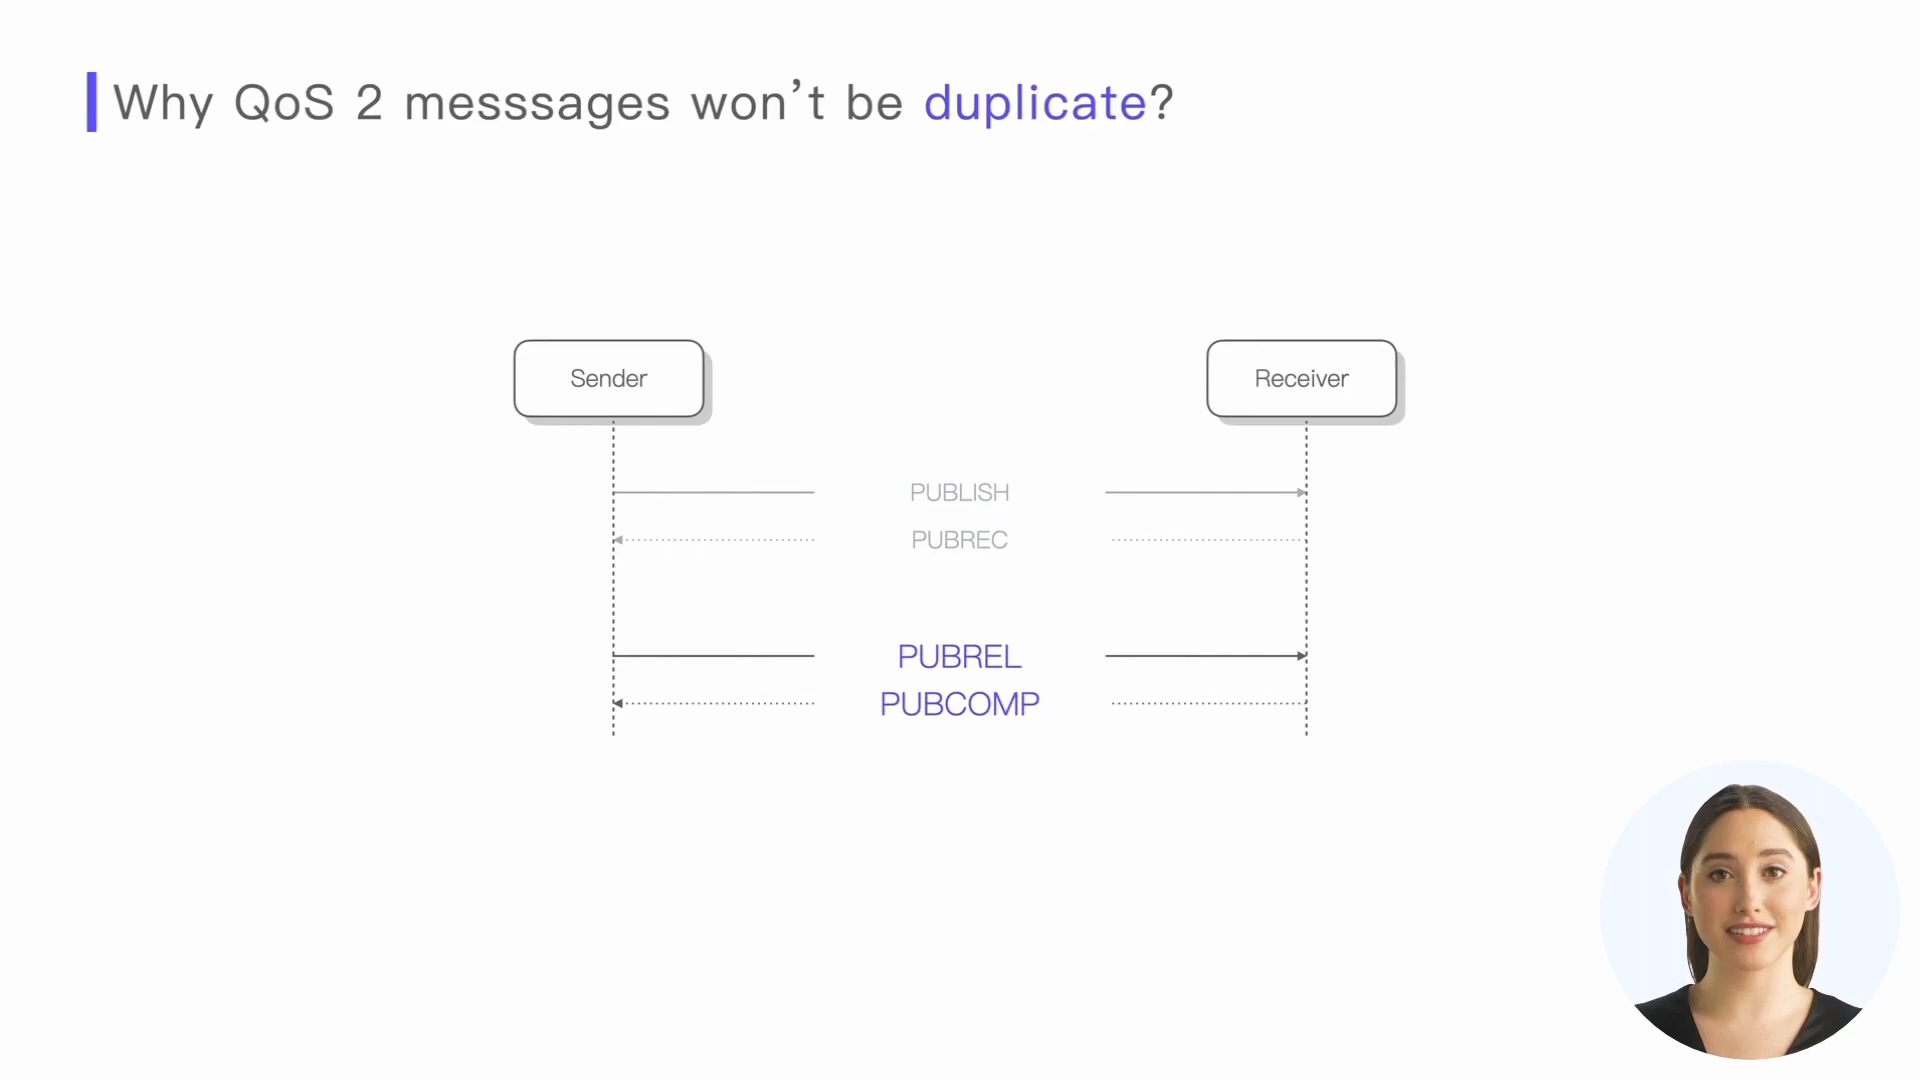 Why QoS 2 messsages won’t be duplicate?
Sender
Receiver
PUBLISH
PUBREC
PUBREL
PUBCOMP